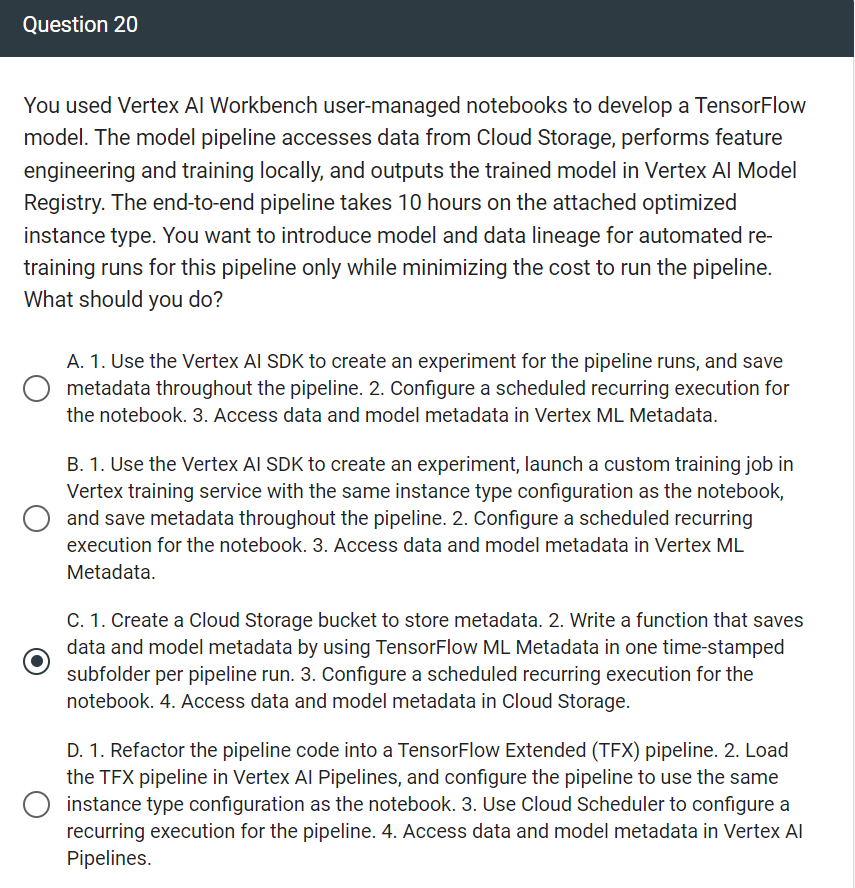 Question 20
You used Vertex AI Workbench user-managed notebooks to develop a TensorFlow
model. The model pipeline accesses data from Cloud Storage, performs feature
engineering and training locally, and outputs the trained model in Vertex AI Model
Registry. The end-to-end pipeline takes 10 hours on the attached optimized
instance type. You want to introduce model and data lineage for automated re-
training runs for this pipeline only while minimizing the cost to run the pipeline.
What should you do?
A. 1. Use the Vertex AI SDK to create an experiment for the pipeline runs, and save
metadata throughout the pipeline. 2. Configure a scheduled recurring execution for
the notebook. 3. Access data and model metadata in Vertex ML Metadata.
B. 1. Use the Vertex AI SDK to create an experiment, launch a custom training job in
Vertex training service with the same instance type configuration as the notebook,
and save metadata throughout the pipeline. 2. Configure a scheduled recurring
execution for the notebook. 3. Access data and model metadata in Vertex ML
Metadata.
C. 1. Create a Cloud Storage bucket to store metadata. 2. Write a function that saves
data and model metadata by using TensorFlow ML Metadata in one time-stamped
subfolder per pipeline run. 3. Configure a scheduled recurring execution for the
notebook. 4. Access data and model metadata in Cloud Storage.
D. 1. Refactor the pipeline code into a TensorFlow Extended (TFX) pipeline. 2. Load
the TFX pipeline in Vertex AI Pipelines, and configure the pipeline to use the same
instance type configuration as the notebook. 3. Use Cloud Scheduler to configure a
recurring execution for the pipeline. 4. Access data and model metadata in Vertex AI
Pipelines.